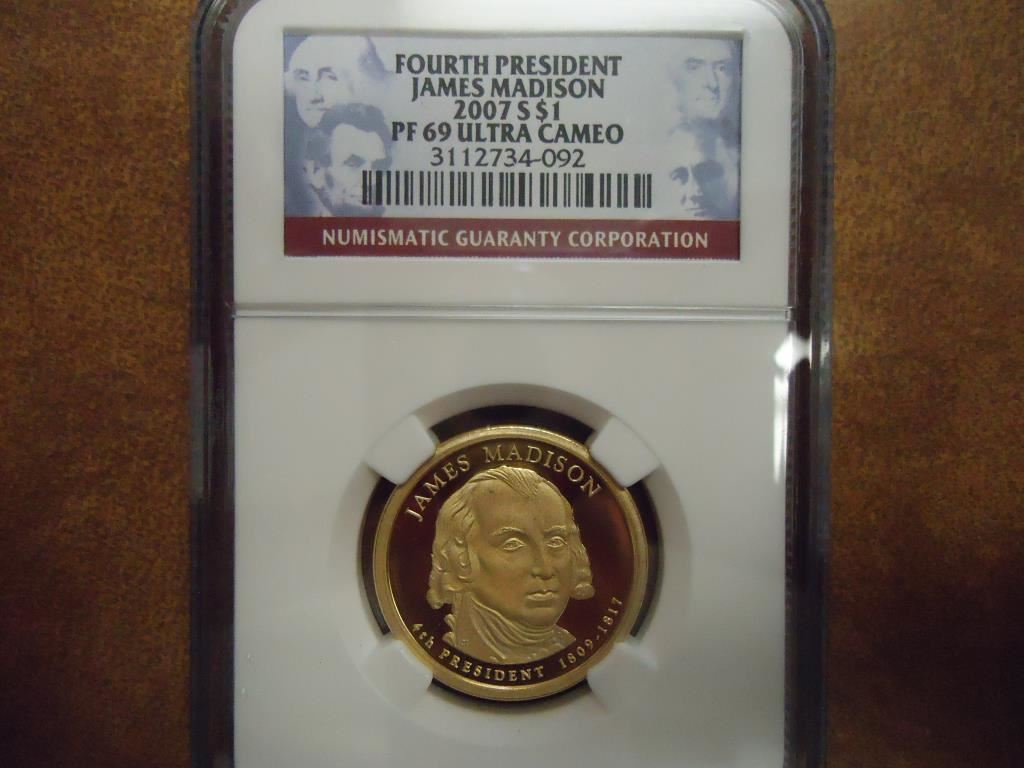 FOURTH PRESIDENT
JAMES MADISON
2007 S $1
PF 69 ULTRA CAMEO
3112734-092
NUMISMATIC GUARANTY CORPORATION
JAMES MADISON
4th PRESIDENT 1809-1817